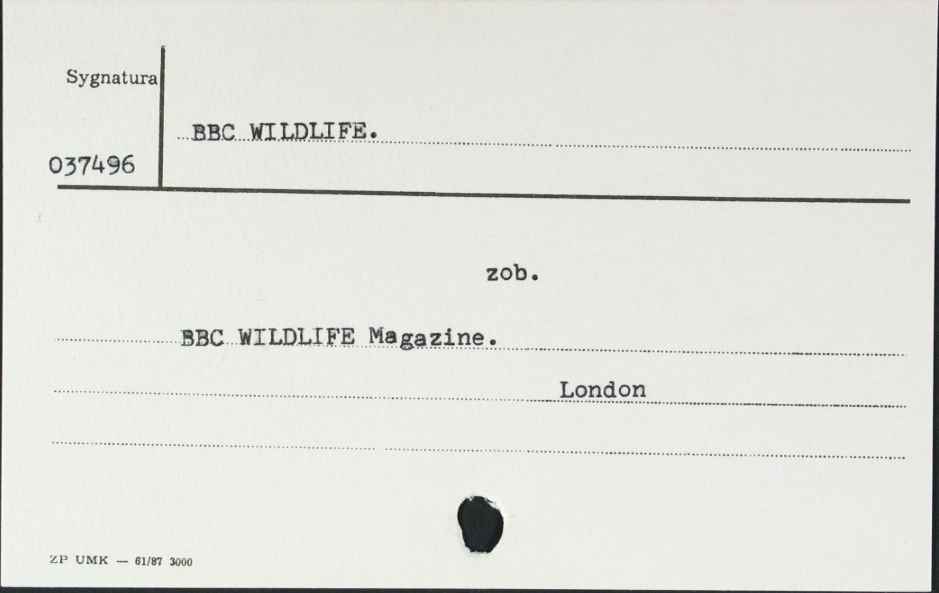 Sygnatura
BBC WILDLIFE.
037496
zob.
BBC WILDLIFE Magazine.
London
ZP UMK — 61/87 3000